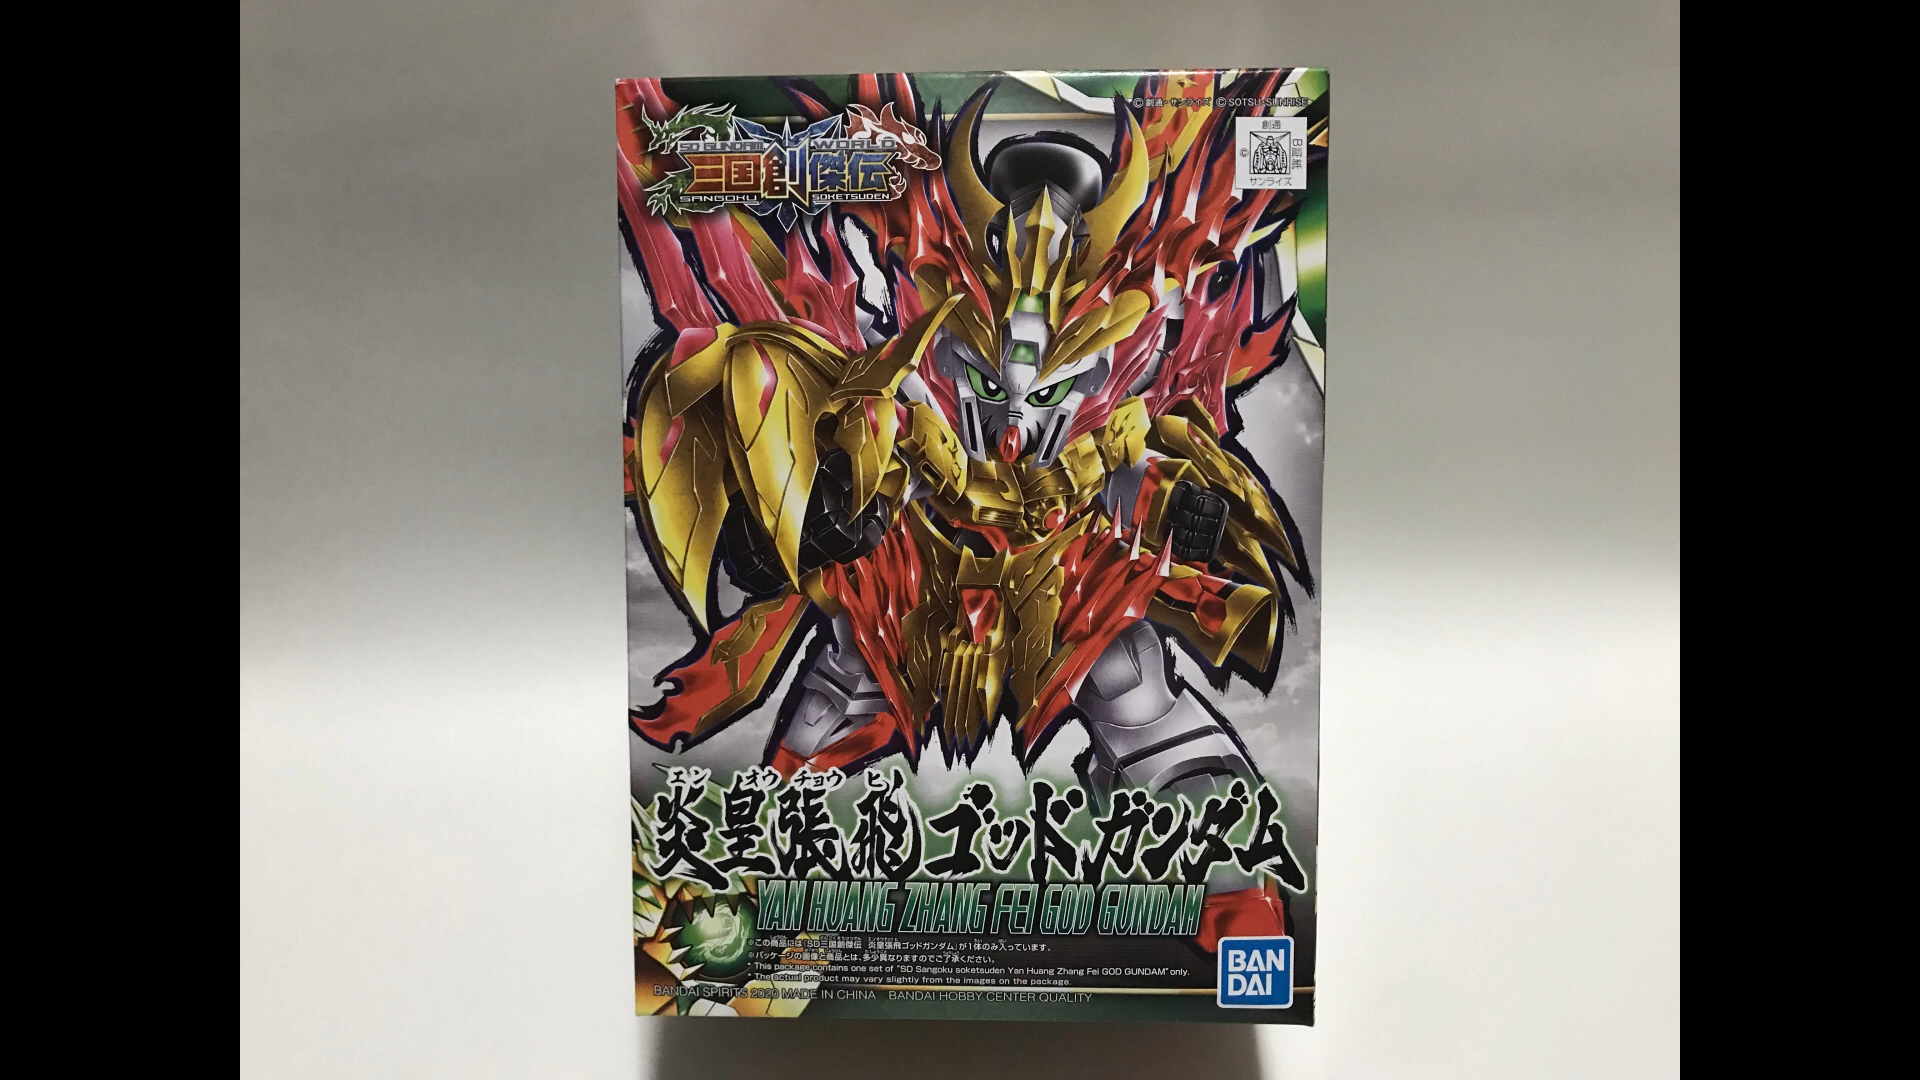 ©創通・サンライズ ©SOTSU・SUNRISE
SD GUNDAM WORLD
三国創傑伝
SANGOKU SOKETSUDEN
創通
©
サンライズ
エン オウ チョウ ヒ
炎皇張飛ゴッドガンダム
YAN HUANG ZHANG FEI GOD GUNDAM
※この商品には「SD三国創傑伝 炎皇張飛ゴッドガンダム」が1体のみ入っています。
※パッケージの画像と商品とは、多少異なりますのでご了承ください。
* This package contains one set of "SD Sangoku soketsuden Yan Huang Zhang Fei GOD GUNDAM" only.
* The actual product may vary slightly from the images on the package.
BANDAI SPIRITS 2020 MADE IN CHINA BANDAI HOBBY CENTER QUALITY
BAN
DAI